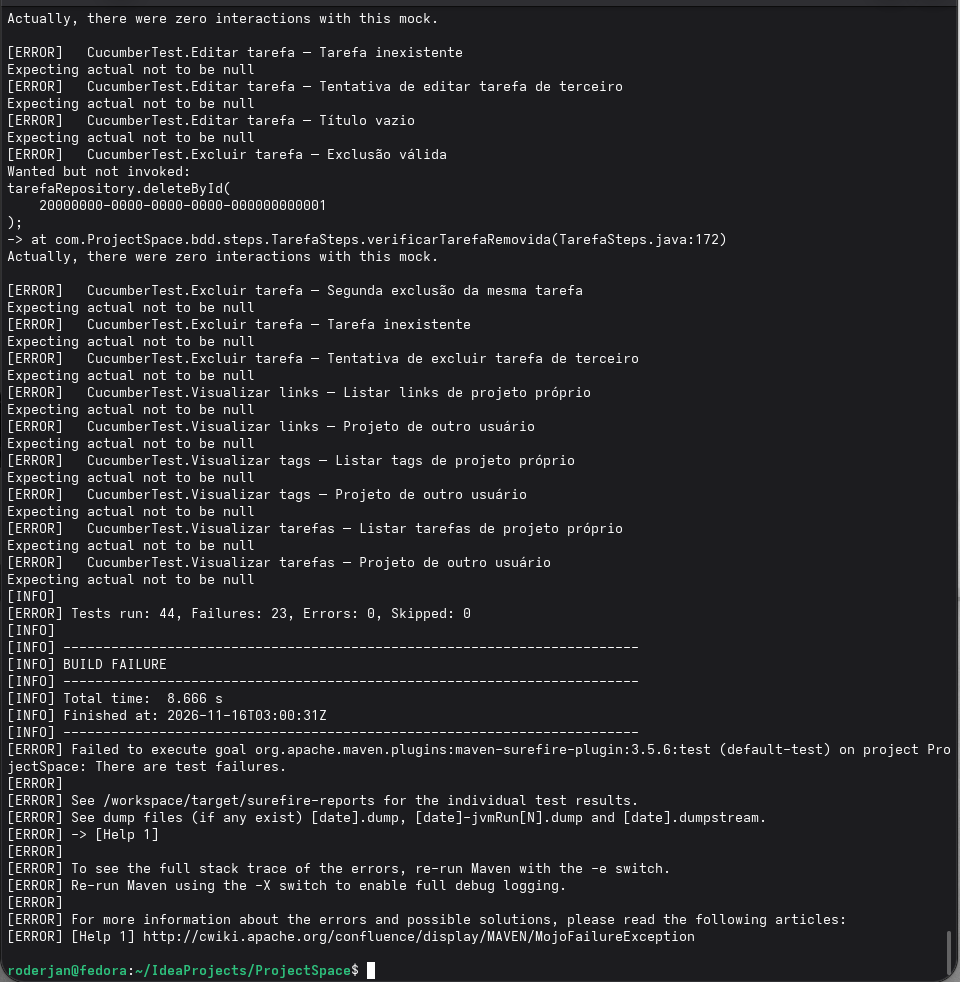 Actually, there were zero interactions with this mock.

[ERROR]   CucumberTest.Editar tarefa – Tarefa inexistente
Expecting actual not to be null
[ERROR]   CucumberTest.Editar tarefa – Tentativa de editar tarefa de terceiro
Expecting actual not to be null
[ERROR]   CucumberTest.Editar tarefa – Título vazio
Expecting actual not to be null
[ERROR]   CucumberTest.Excluir tarefa – Exclusão válida
Wanted but not invoked:
tarefaRepository.deleteById(
    20000000-0000-0000-0000-000000000001
);
-> at com.ProjectSpace.bdd.steps.TarefaSteps.verificarTarefaRemovida(TarefaSteps.java:172)
Actually, there were zero interactions with this mock.

[ERROR]   CucumberTest.Excluir tarefa – Segunda exclusão da mesma tarefa
Expecting actual not to be null
[ERROR]   CucumberTest.Excluir tarefa – Tarefa inexistente
Expecting actual not to be null
[ERROR]   CucumberTest.Excluir tarefa – Tentativa de excluir tarefa de terceiro
Expecting actual not to be null
[ERROR]   CucumberTest.Visualizar links – Listar links de projeto próprio
Expecting actual not to be null
[ERROR]   CucumberTest.Visualizar links – Projeto de outro usuário
Expecting actual not to be null
[ERROR]   CucumberTest.Visualizar tags – Listar tags de projeto próprio
Expecting actual not to be null
[ERROR]   CucumberTest.Visualizar tags – Projeto de outro usuário
Expecting actual not to be null
[ERROR]   CucumberTest.Visualizar tarefas – Listar tarefas de projeto próprio
Expecting actual not to be null
[ERROR]   CucumberTest.Visualizar tarefas – Projeto de outro usuário
Expecting actual not to be null
[INFO]
[ERROR] Tests run: 44, Failures: 23, Errors: 0, Skipped: 0
[INFO]
[INFO] ------------------------------------------------------------------------
[INFO] BUILD FAILURE
[INFO] ------------------------------------------------------------------------
[INFO] Total time:  8.666 s
[INFO] Finished at: 2026-11-16T03:00:31Z
[INFO] ------------------------------------------------------------------------
[ERROR] Failed to execute goal org.apache.maven.plugins:maven-surefire-plugin:3.5.6:test (default-test) on project Pro
jectSpace: There are test failures.
[ERROR]
[ERROR] See /workspace/target/surefire-reports for the individual test results.
[ERROR] See dump files (if any exist) [date].dump, [date]-jvmRun[N].dump and [date].dumpstream.
[ERROR] -> [Help 1]
[ERROR]
[ERROR] To see the full stack trace of the errors, re-run Maven with the -e switch.
[ERROR] Re-run Maven using the -X switch to enable full debug logging.
[ERROR]
[ERROR] For more information about the errors and possible solutions, please read the following articles:
[ERROR] [Help 1] http://cwiki.apache.org/confluence/display/MAVEN/MojoFailureException

roderjan@fedora:~/IdeaProjects/ProjectSpace$